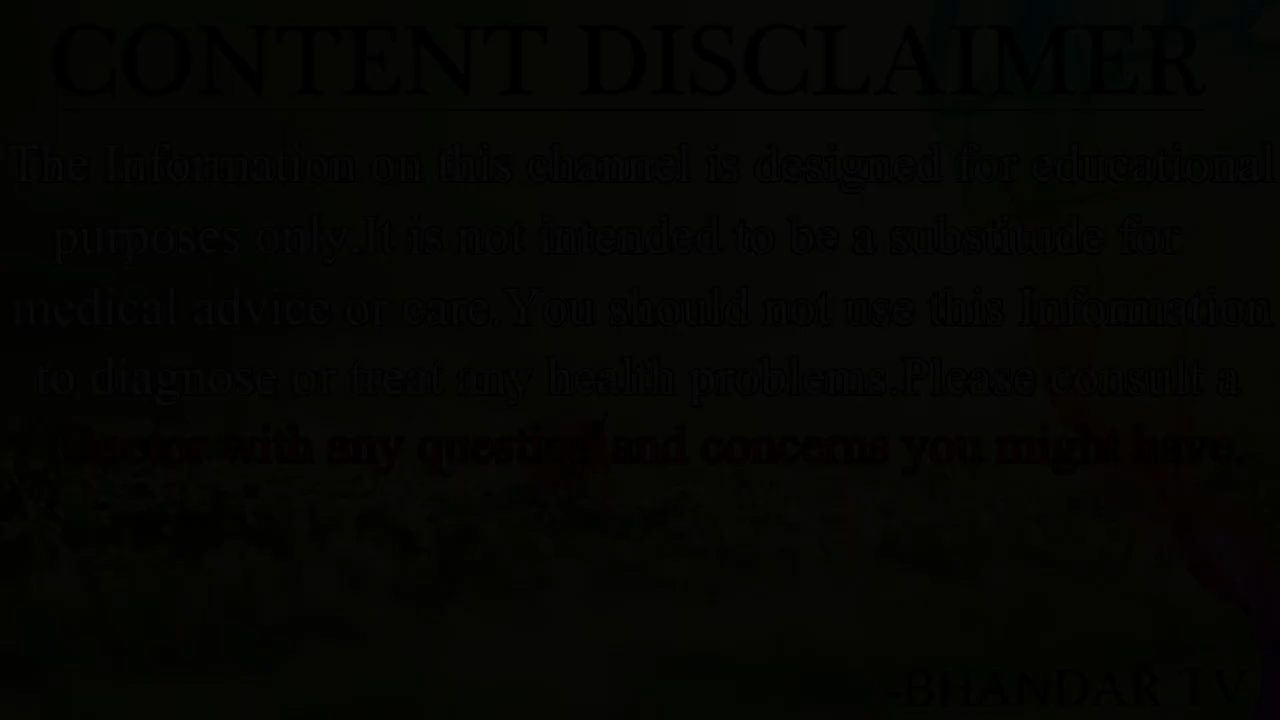 CONTENT DISCLAIMER
The Information on this channel is designed for educational
purposes only.It is not intended to be a substitude for
medical advice or care.You should not use this Information
to diagnose or treat any health problems.Please consult a
with any question and concerns you might have.
-BHANDAR TV